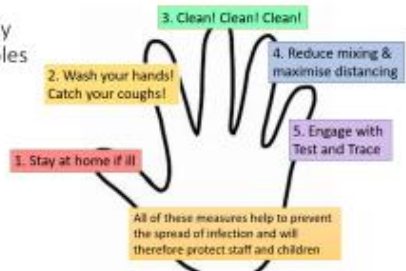 3. Clean! Clean! Clean!
4. Reduce mixing &
maximise distancing
2. Wash your hands!
Catch your coughs!
5. Engage with
Test and Trace
1. Stay at home if ill
All of these measures help to prevent
the spread of infection and will
therefore protect staff and children